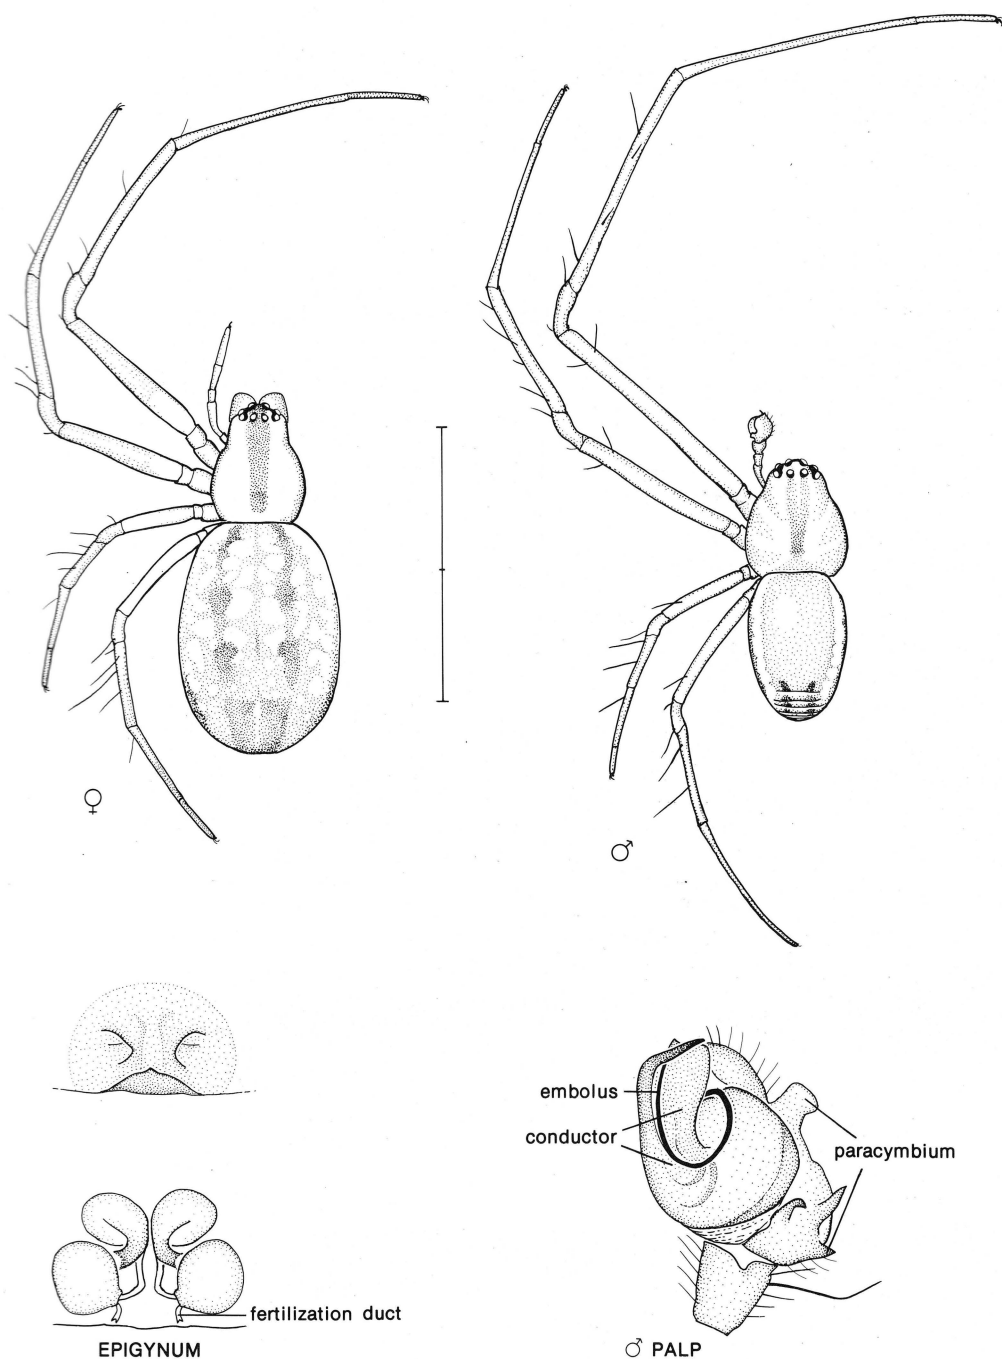 ♀
♂
embolus
conductor
paracymbium
fertilization duct
EPIGYNUM
♂ PALP